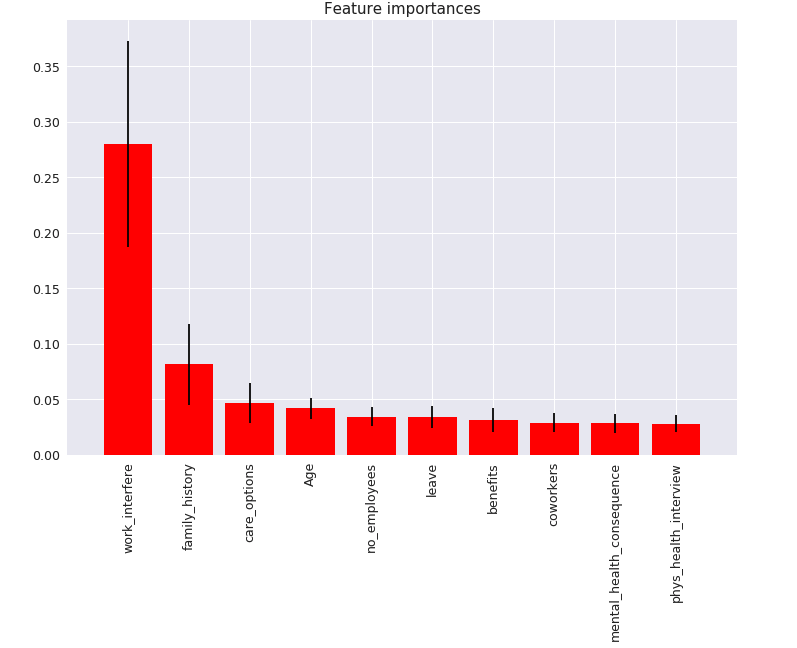 Feature importances
0.35
0.30
0.25
0.20
0.15
0.10
0.05
0.00
work_interfere
family_history
care_options
Age
no_employees
leave
benefits
coworkers
mental_health_consequence
phys_health_interview